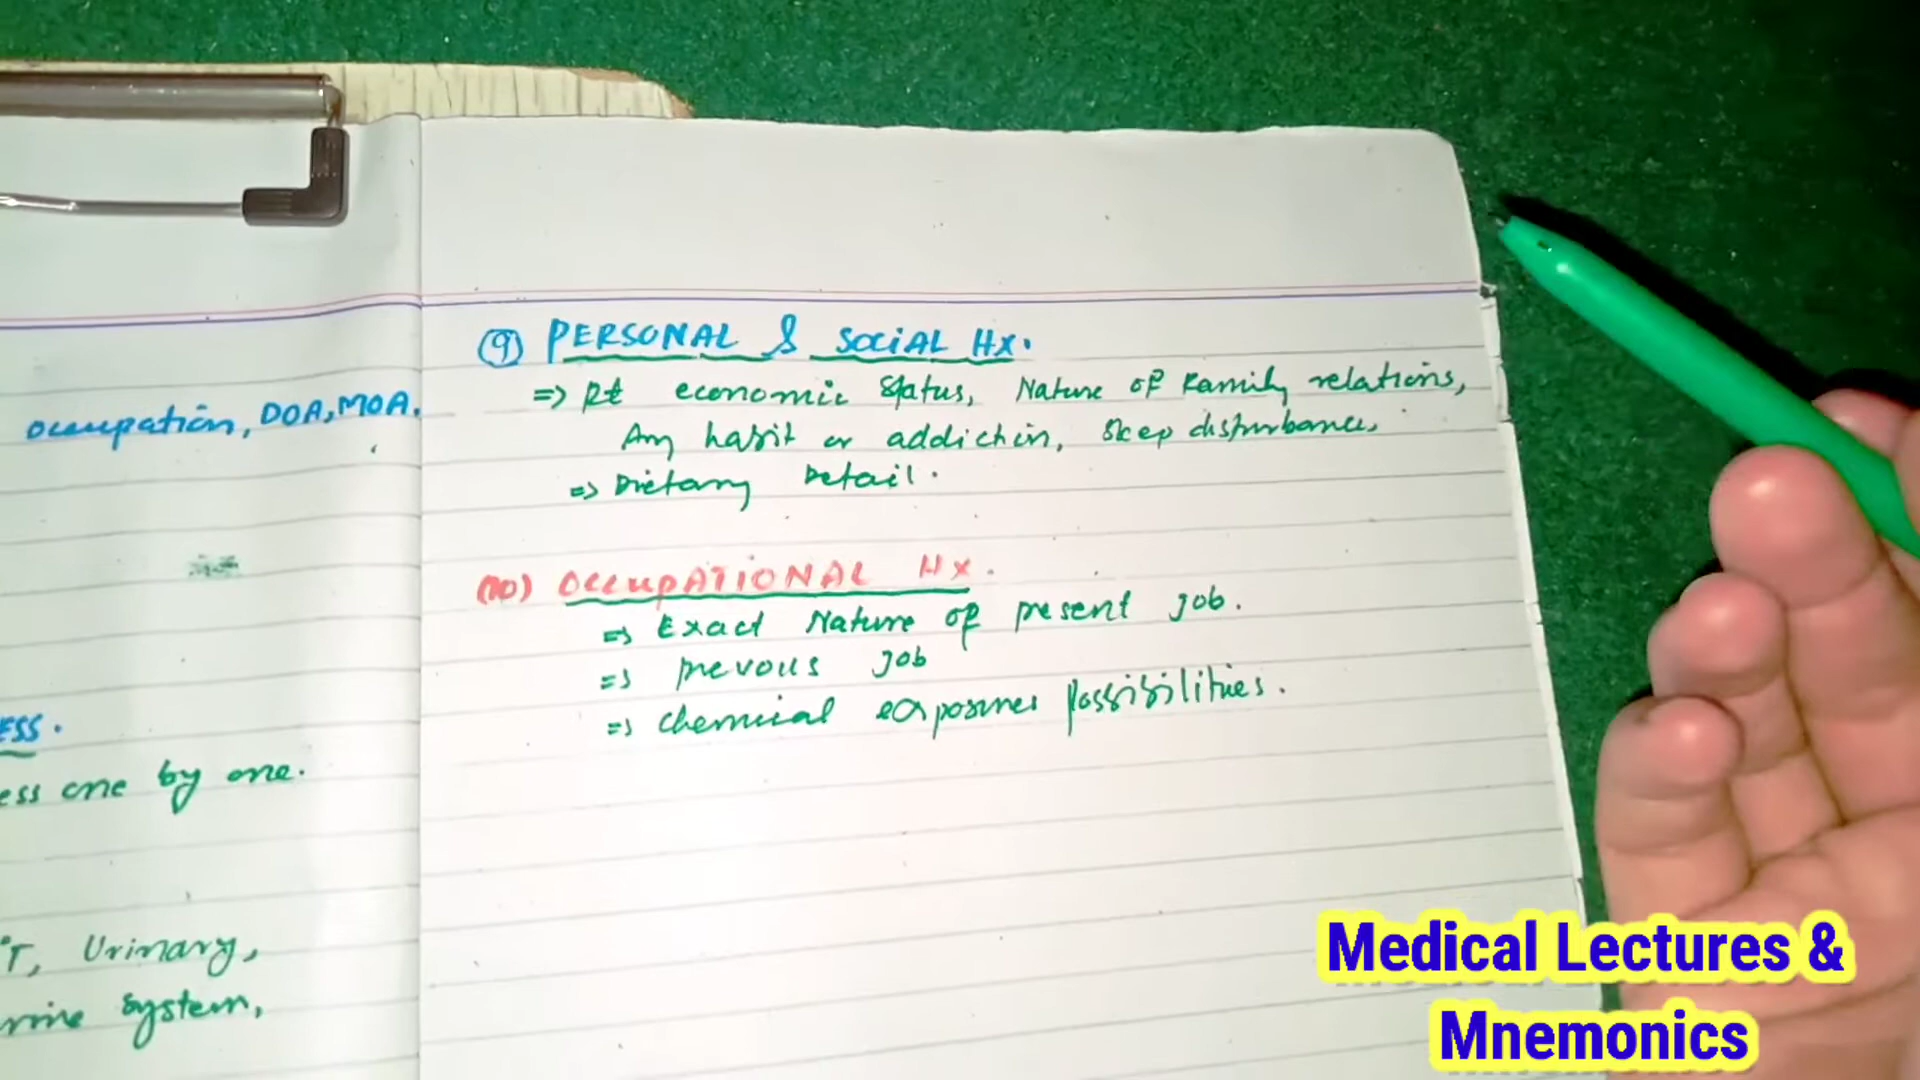 occupation, DOA, MOA.
ESS.
ess one by one.
T, Urinary,
rine system,
(9) PERSONAL & SOCIAL HX.
=> Pt economic status, Nature of family relations,
Any habit or addiction, Sleep disturbance,
=> Dietary Detail.
(10) OCCUPATIONAL HX.
=> Exact Nature of present Job.
=> prevous Job
=> chemical exposures possibilities.
Medical Lectures &
Mnemonics